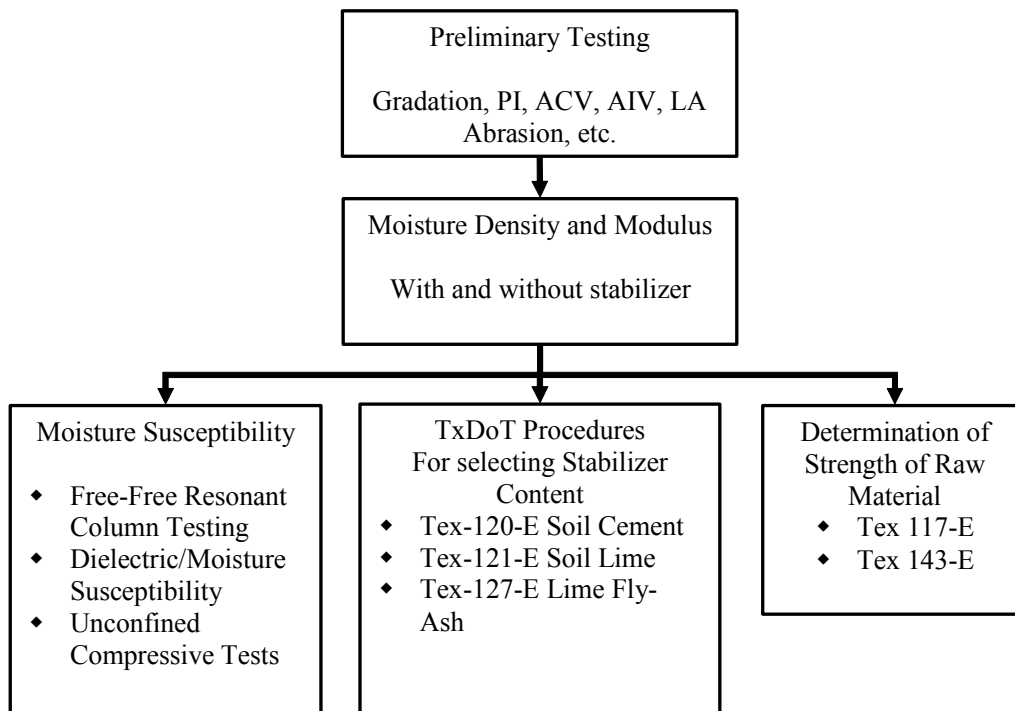 Preliminary Testing
Gradation, PI, ACV, AIV, LA
Abrasion, etc.
Moisture Density and Modulus
With and without stabilizer
Moisture Susceptibility
◆ Free-Free Resonant
Column Testing
◆ Dielectric/Moisture
Susceptibility
◆ Unconfined
Compressive Tests
TxDoT Procedures
For selecting Stabilizer
Content
◆ Tex-120-E Soil Cement
◆ Tex-121-E Soil Lime
◆ Tex-127-E Lime Fly-
Ash
Determination of
Strength of Raw
Material
◆ Tex 117-E
◆ Tex 143-E